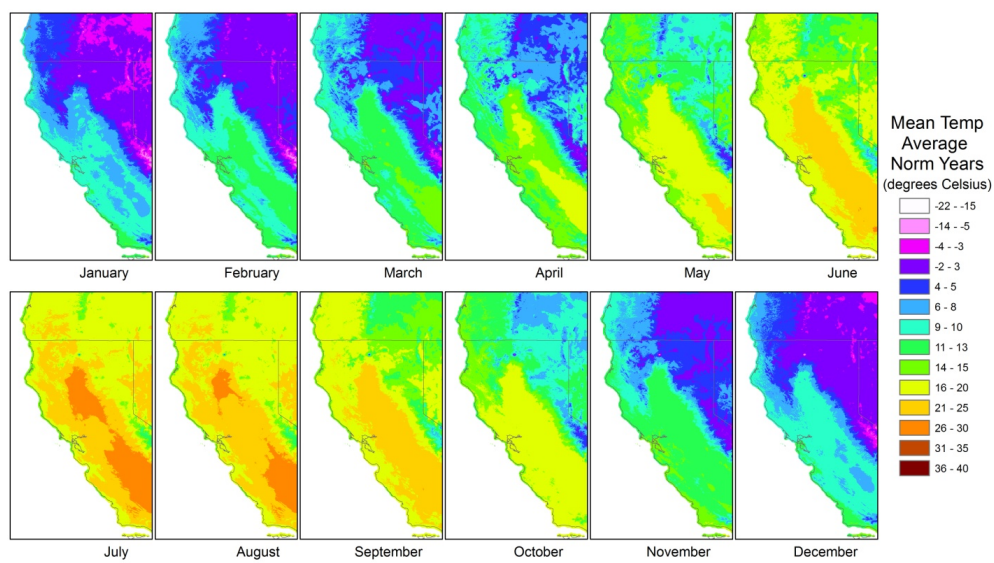 January
February
March
April
May
June
Mean Temp
Average
Norm Years
(degrees Celsius)
-22 - -15
-14 - -5
-4 - -3
-2 - 3
4 - 5
6 - 8
9 - 10
11 - 13
14 - 15
16 - 20
21 - 25
26 - 30
31 - 35
36 - 40
July
August
September
October
November
December